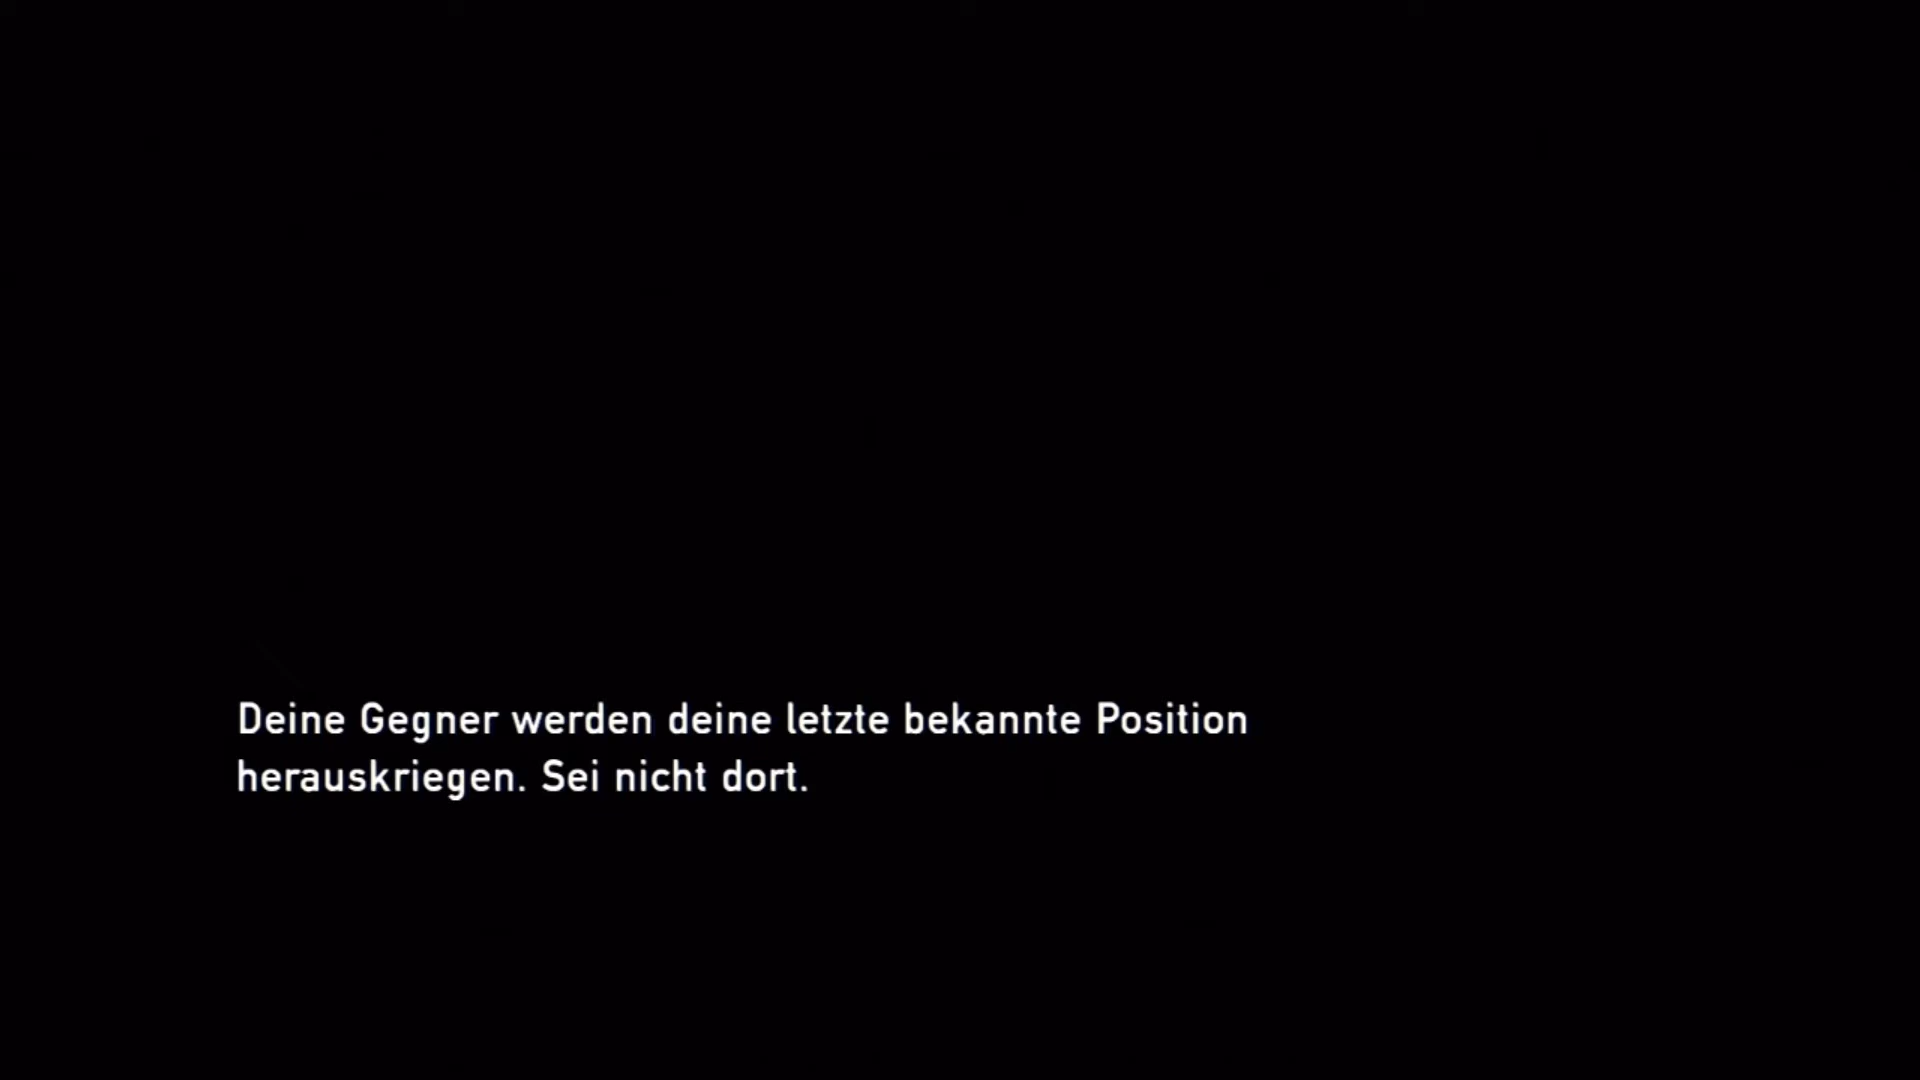 Deine Gegner werden deine letzte bekannte Position
herauskriegen. Sei nicht dort.